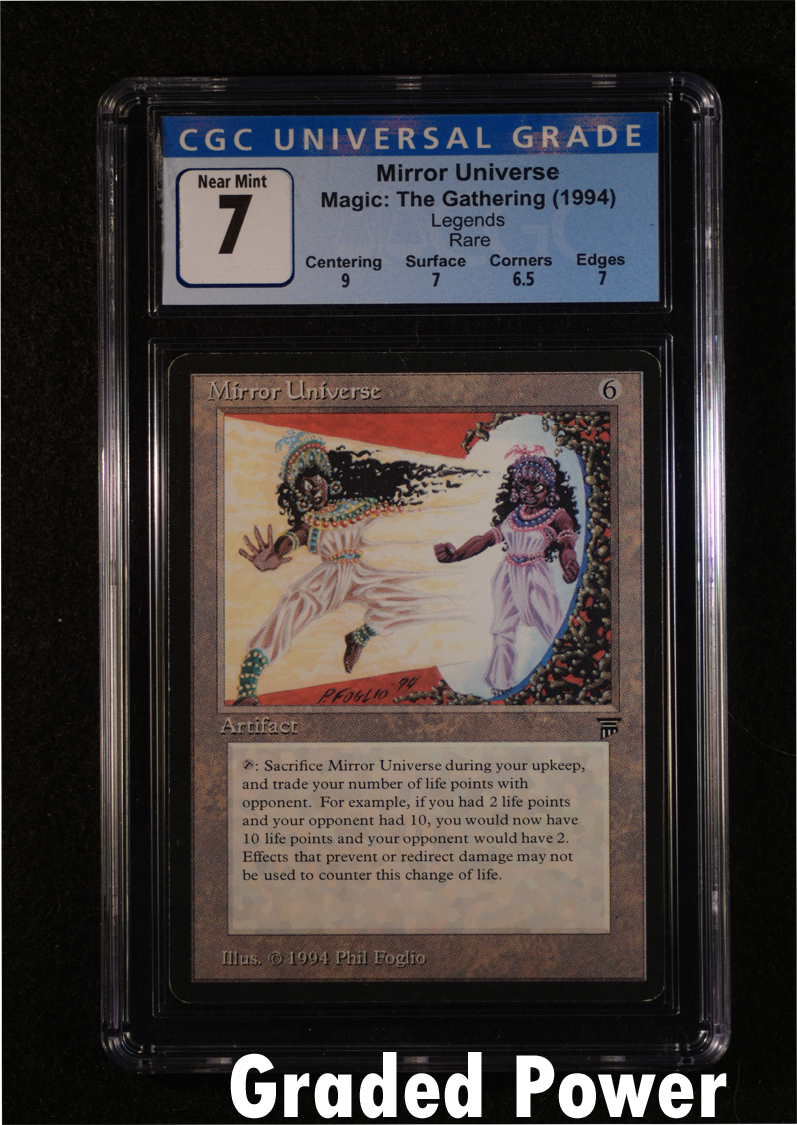 CGC UNIVERSAL GRADE
Near Mint
7
Mirror Universe
Magic: The Gathering (1994)
Legends
Rare
Centering Surface Corners Edges
9 7 6.5 7
Mirror Universe 6
P. FOGLIO -94
Artifact
: Sacrifice Mirror Universe during your upkeep,
and trade your number of life points with
opponent. For example, if you had 2 life points
and your opponent had 10, you would now have
10 life points and your opponent would have 2.
Effects that prevent or redirect damage may not
be used to counter this change of life.
Illus. © 1994 Phil Foglio
Graded Power